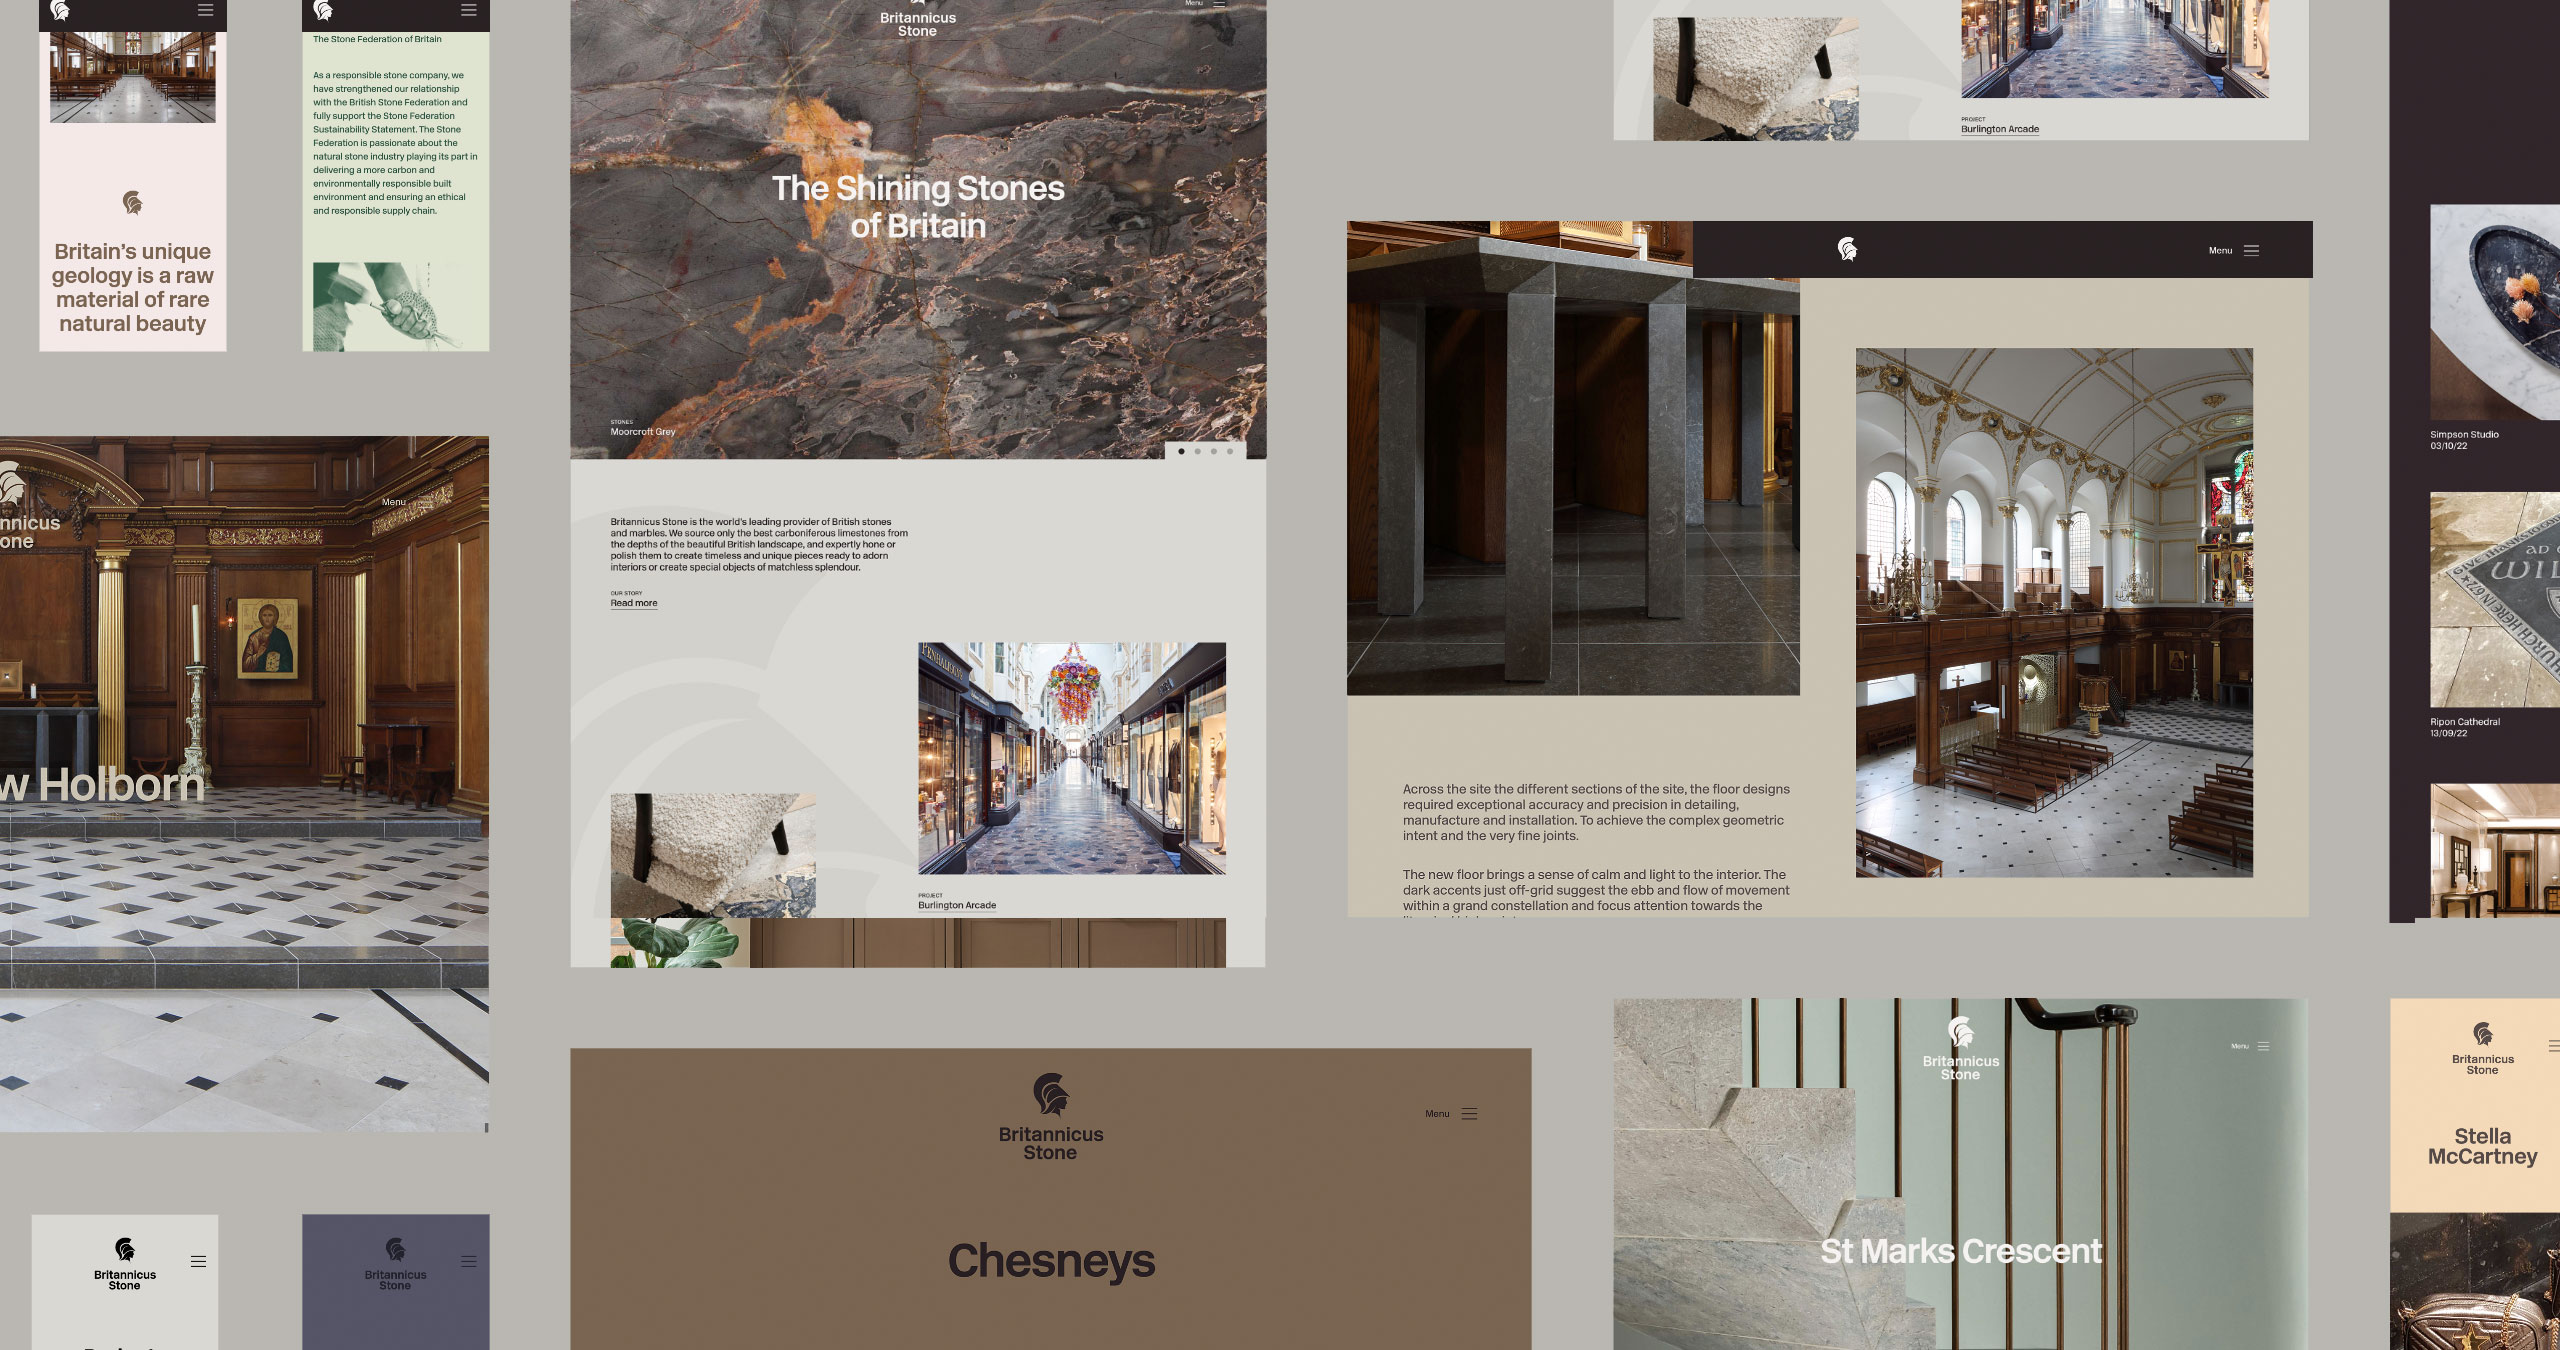 The Stone Federation of Britain
As a responsible stone company, we
have strengthened our relationship
with the British Stone Federation and
fully support the Stone Federation
Sustainability Statement. The Stone
Federation is passionate about the
natural stone industry playing its part in
delivering a more carbon and
environmentally responsible built
environment and ensuring an ethical
and responsible supply chain.
Britain's unique
geology is a raw
material of rare
natural beauty
Menu
Britannicus
Stone
The Shining Stones
of Britain
STONES
Moorcroft Grey
Britannicus Stone is the world's leading provider of British stones
and marbles. We source only the best carboniferous limestones from
the depths of the beautiful British landscape, and expertly hone or
polish them to create timeless and unique pieces ready to adorn
interiors or create special objects of matchless splendour.
OUR STORY
Read more
PENHALIGON'S
PROJECT
Burlington Arcade
PROJECT
Burlington Arcade
Menu
Across the site the different sections of the site, the floor designs
required exceptional accuracy and precision in detailing,
manufacture and installation. To achieve the complex geometric
intent and the very fine joints.
The new floor brings a sense of calm and light to the interior. The
dark accents just off-grid suggest the ebb and flow of movement
within a grand constellation and focus attention towards the
Simpson Studio
03/10/22
AD
WIL
HURCH HERE IN 672
Ripon Cathedral
13/09/22
Menu
nnicus
one
w Holborn
Britannicus
Stone
Britannicus
Stone
Britannicus
Stone
Menu
Chesneys
Britannicus
Stone
Menu
St Marks Crescent
Britannicus
Stone
Stella
McCartney